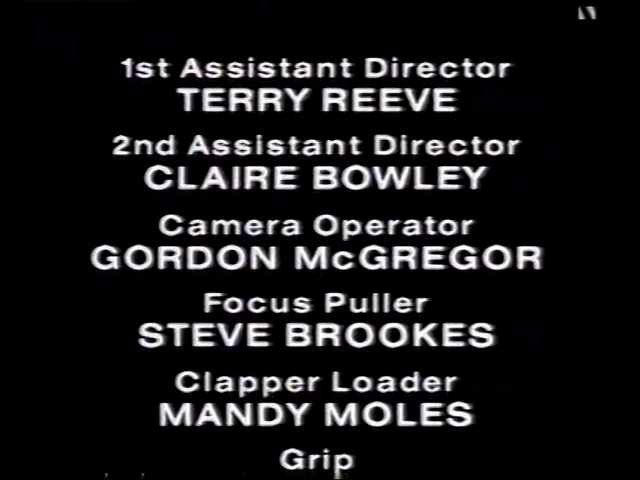 1st Assistant Director
TERRY REEVE
2nd Assistant Director
CLAIRE BOWLEY
Camera Operator
GORDON McGREGOR
Focus Puller
STEVE BROOKES
Clapper Loader
MANDY MOLES
Grip